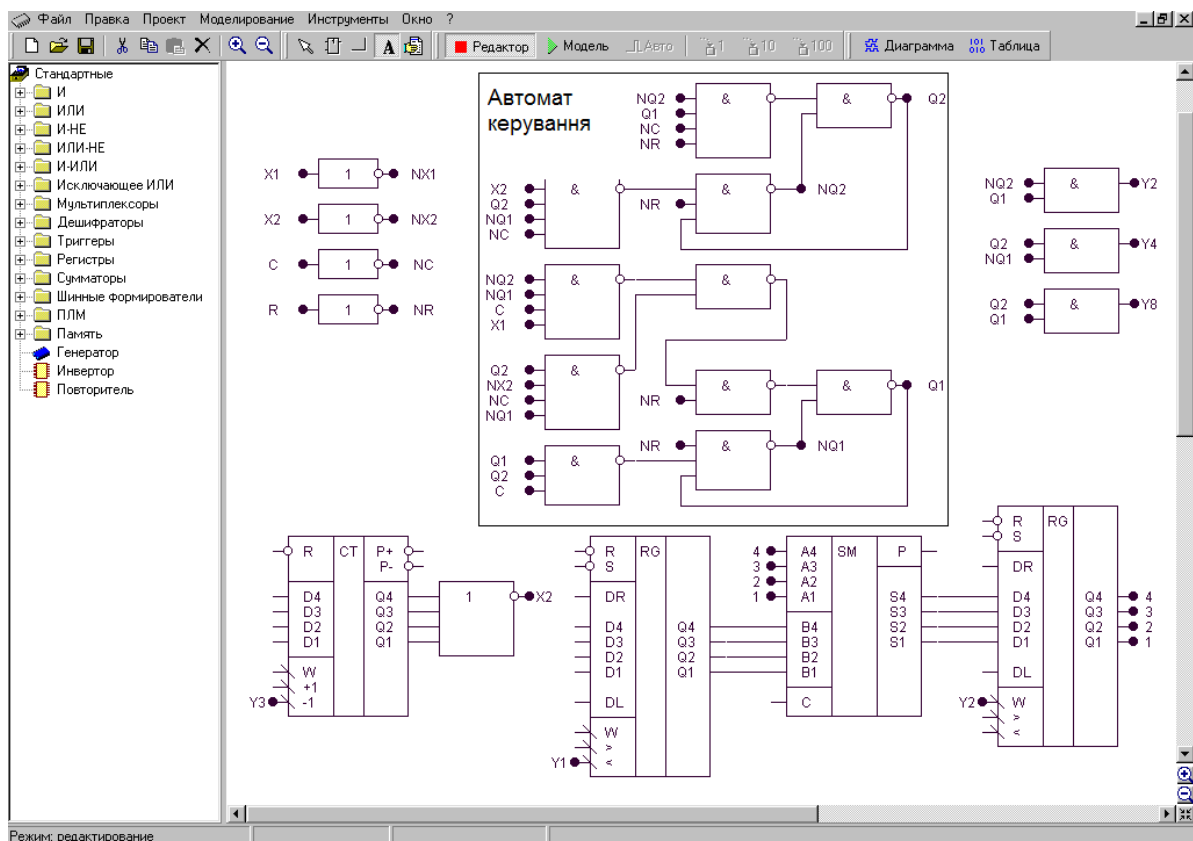 Файл Правка Проект Моделирование Инструменты Окно ?
A Редактор Модель Авто 1 10 100 Диаграмма Таблица
Стандартные
И
ИЛИ
И-НЕ
ИЛИ-НЕ
И-ИЛИ
Исключающее ИЛИ
Мультиплексоры
Дешифраторы
Триггеры
Регистры
Сумматоры
Шинные формирователи
ПЛМ
Память
Генератор
Инвертор
Повторитель
X1 1 NX1
X2 1 NX2
C 1 NC
R 1 NR
Автомат
керування
NQ2 & & Q2
Q1
NC
NR
X2 & & NQ2
Q2 NR
NQ1
NC
NQ2 & &
NQ1
C
X1
Q2 & & & Q1
NX2
NC NR
NQ1
NR & NQ1
Q1 &
Q2
C
NQ2 & Y2
Q1
Q2 & Y4
NQ1
Q2 & Y8
Q1
R CT P+
P-
D4 Q4 1 X2
D3 Q3
D2 Q2
D1 Q1
W
+1
Y3 -1
R RG
S
DR
D4 Q4
D3 Q3
D2 Q2
D1 Q1
DL
W
>
Y1 <
4 A4 SM P
3 A3
2 A2
1 A1 S4
B4 S3
B3 S2
B2 S1
B1
C
R RG
S
DR
D4 Q4 4
D3 Q3 3
D2 Q2 2
D1 Q1 1
DL
Y2 W
>
<
Режим: редактирование